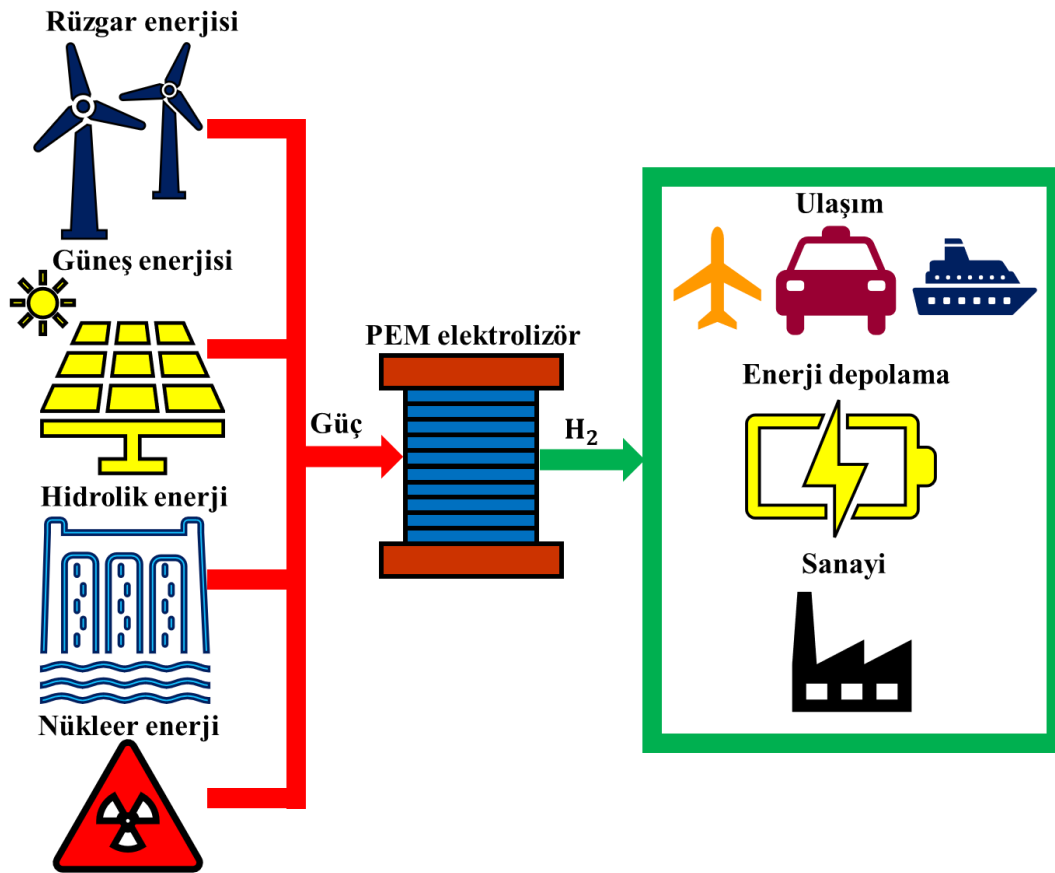 Rüzgar enerjisi
Güneş enerjisi
Hidrolik enerji
Nükleer enerji
Güç
PEM elektrolizör
H₂
Ulaşım
Enerji depolama
Sanayi